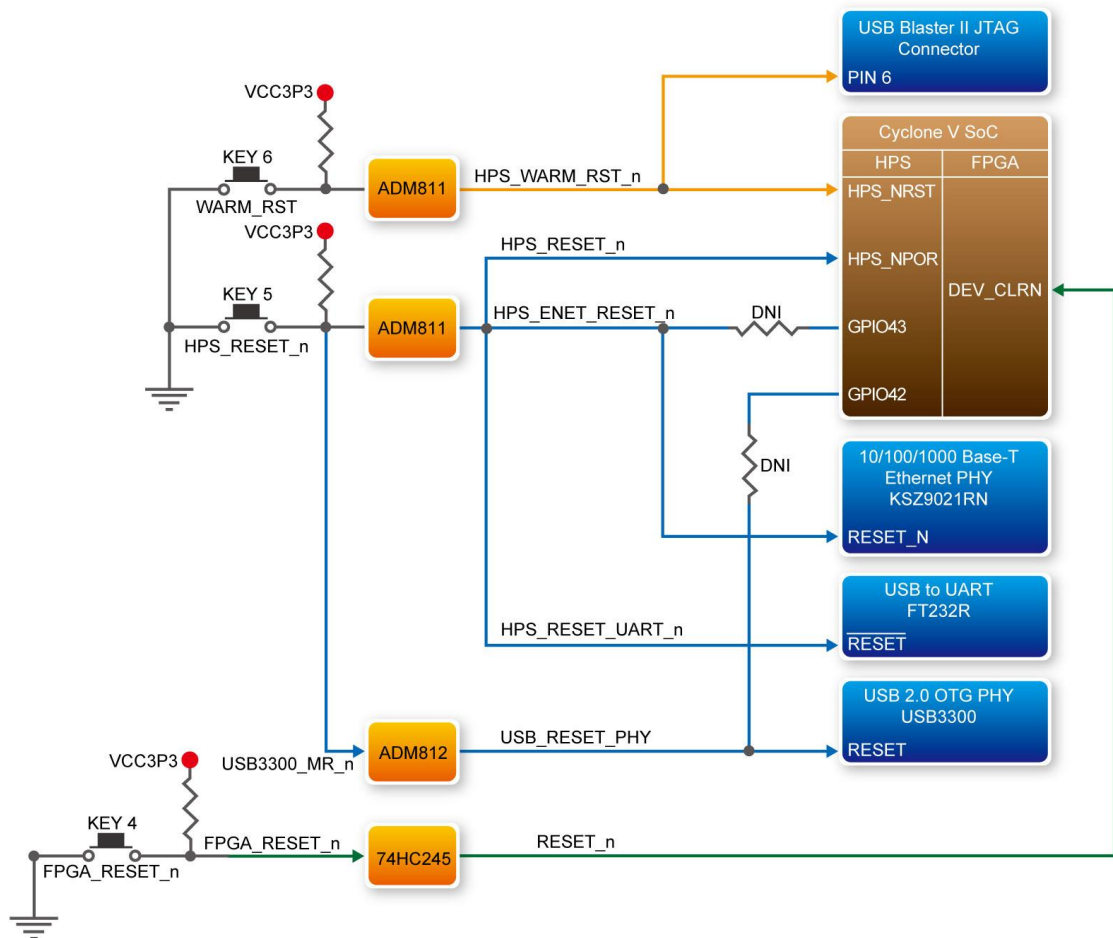 USB Blaster II JTAG
Connector
PIN 6
VCC3P3
Cyclone V SoC
HPS
FPGA
KEY 6
ADM811
HPS_WARM_RST_n
HPS_NRST
WARM_RST
VCC3P3
HPS_RESET_n
HPS_NPOR
KEY 5
DEV_CLRN
ADM811
HPS_ENET_RESET_n
DNI
GPIO43
HPS_RESET_n
GPIO42
DNI
10/100/1000 Base-T
Ethernet PHY
KSZ9021RN
RESET_N
USB to UART
FT232R
HPS_RESET_UART_n
RESET
USB 2.0 OTG PHY
USB3300
USB_RESET_PHY
RESET
ADM812
VCC3P3
USB3300_MR_n
KEY 4
FPGA_RESET_n
74HC245
RESET_n
FPGA_RESET_n